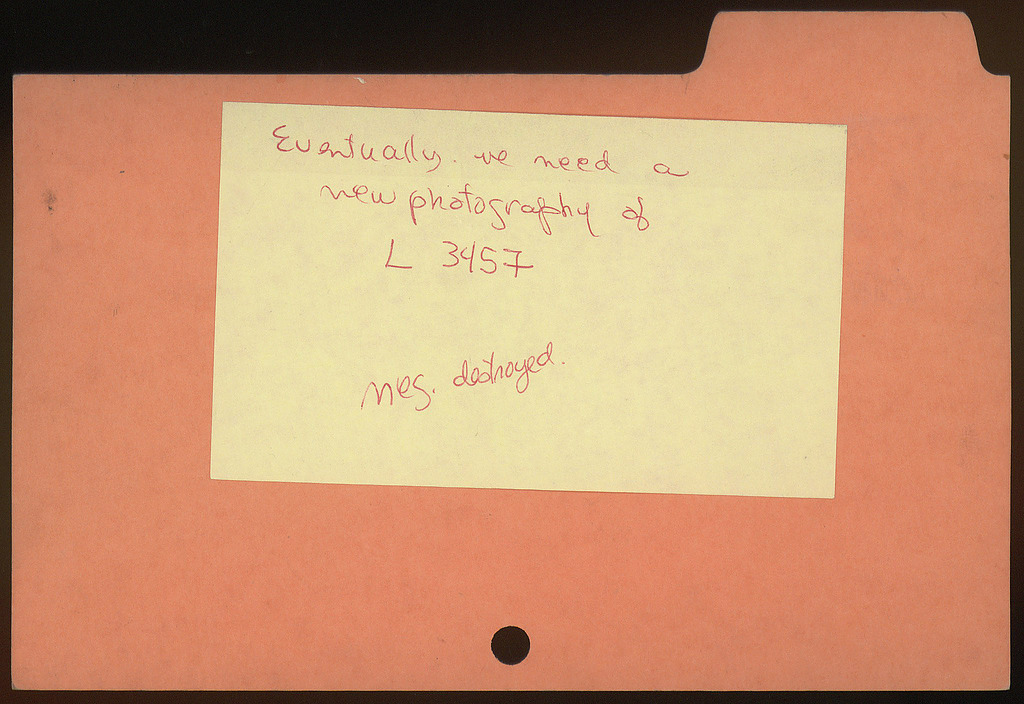 Eventually. we need a
new photography of
L 3457
neg. destroyed.